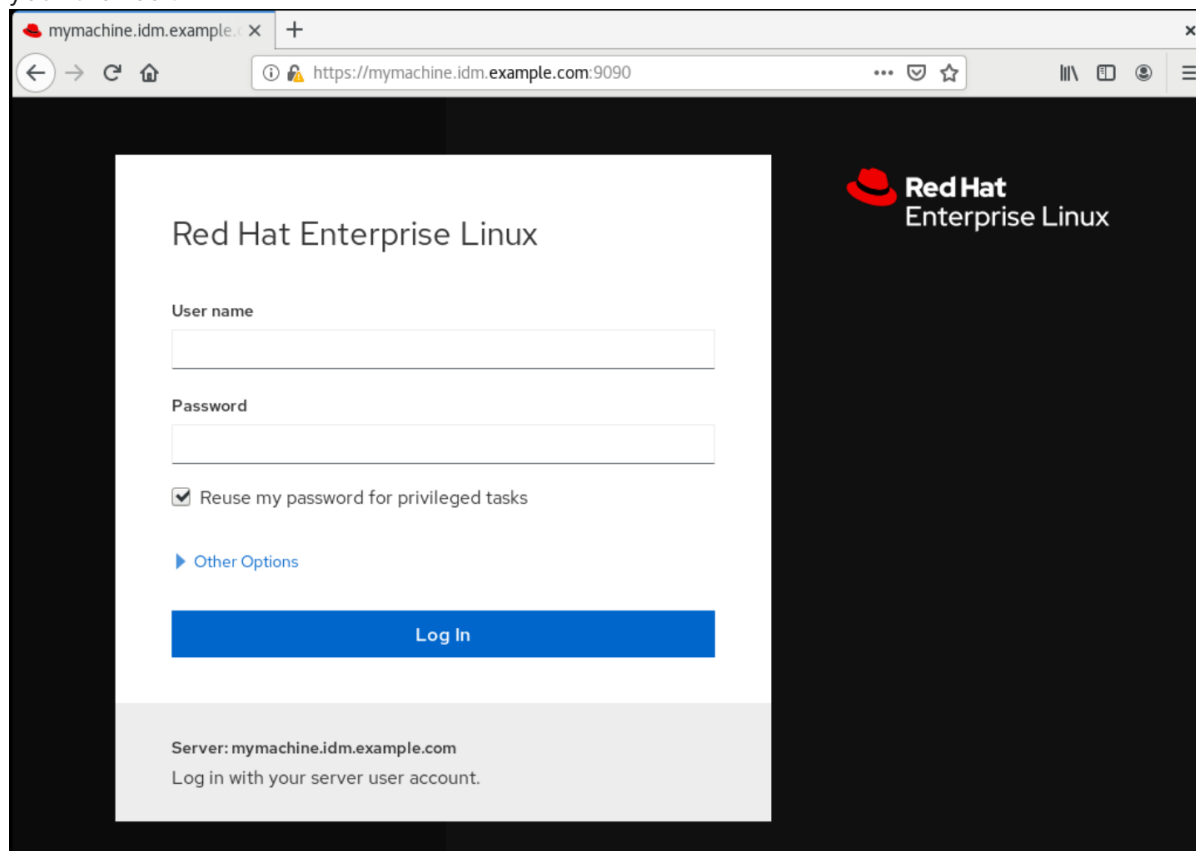 mymachine.idm.example.
https://mymachine.idm.example.com:9090
Red Hat
Enterprise Linux
Red Hat Enterprise Linux
User name
Password
Reuse my password for privileged tasks
Other Options
Log In
Server: mymachine.idm.example.com
Log in with your server user account.